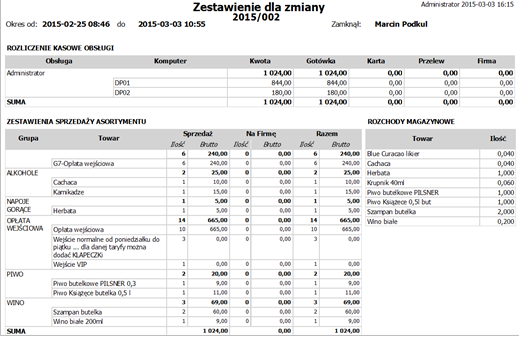 Administrator 2015-03-03 16:15
Zestawienie dla zmiany
2015/002
Okres od: 2015-02-25 08:46 do 2015-03-03 10:55 Zamknął: Marcin Podkul
ROZLICZENIE KASOWE OBSŁUGI
Obsługa Komputer Kwota Gotówka Karta Przelew Firma
Administrator 1 024,00 1 024,00 0,00 0,00 0,00
DP01 844,00 844,00 0,00 0,00 0,00
DP02 180,00 180,00 0,00 0,00 0,00
SUMA 1 024,00 1 024,00 0,00 0,00 0,00
ZESTAWIENIA SPRZEDAŻY ASORTYMENTU
Grupa Towar Sprzedaż Na Firmę Razem
Ilość Brutto Ilość Brutto Ilość Brutto
6 240,00 0 0,00 6 240,00
G7-Opłata wejściowa 6 240,00 0 0,00 6 240,00
ALKOHOLE 2 25,00 0 0,00 2 25,00
Cachaca 1 10,00 0 0,00 1 10,00
Kamikadze 1 15,00 0 0,00 1 15,00
NAPOJE GORĄCE 1 5,00 0 0,00 1 5,00
Herbata 1 5,00 0 0,00 1 5,00
OPŁATA WEJŚCIOWA 14 665,00 0 0,00 14 665,00
Opłata wejściowa 10 665,00 0 0,00 10 665,00
Wejście normalne od poniedziałku do
piątku ... dla danej taryfy można
dodać KLAPECZKi 3 0,00 0 0,00 3 0,00
Wejście VIP 1 0,00 0 0,00 1 0,00
PIWO 2 20,00 0 0,00 2 20,00
Piwo butelkowe PILSNER 0,3 1 9,00 0 0,00 1 9,00
Piwo Książęce butelka 0,5 l 1 11,00 0 0,00 1 11,00
WINO 3 69,00 0 0,00 3 69,00
Szampan butelka 2 60,00 0 0,00 2 60,00
Wino białe 200ml 1 9,00 0 0,00 1 9,00
SUMA 1 024,00 0,00 1 024,00
ROZCHODY MAGAZYNOWE
Towar Ilość
Blue Curacao likier 0,040
Cachaca 0,040
Herbata 1,000
Krupnik 40ml 0,060
Piwo butelkowe PILSNER 1,000
Piwo Książęce 0,5l but 1,000
Szampan butelka 2,000
Wino białe 0,200